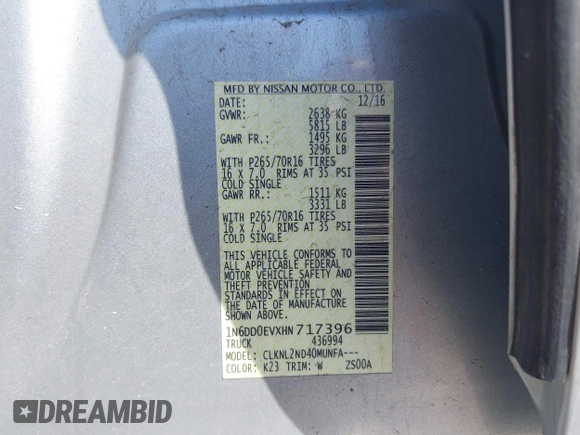 MFD BY NISSAN MOTOR CO., LTD.
DATE: 12/16
GVWR: 2638 KG
5815 LB
GAWR FR.: 1495 KG
3296 LB
WITH P265/70R16 TIRES
16 X 7.0 RIMS AT 35 PSI
COLD SINGLE
GAWR RR.: 1511 KG
3331 LB
WITH P265/70R16 TIRES
16 X 7.0 RIMS AT 35 PSI
COLD SINGLE
THIS VEHICLE CONFORMS TO
ALL APPLICABLE FEDERAL
MOTOR VEHICLE SAFETY AND
THEFT PREVENTION
STANDARDS IN EFFECT ON
THE DATE OF MANUFACTURE
SHOWN ABOVE.
1N6DD0EVXHN717396
TRUCK 436994
MODEL: CLKNL2ND40MUNFA---
COLOR: K23 TRIM: W ZS00A
DREAMBID
dreambid.com